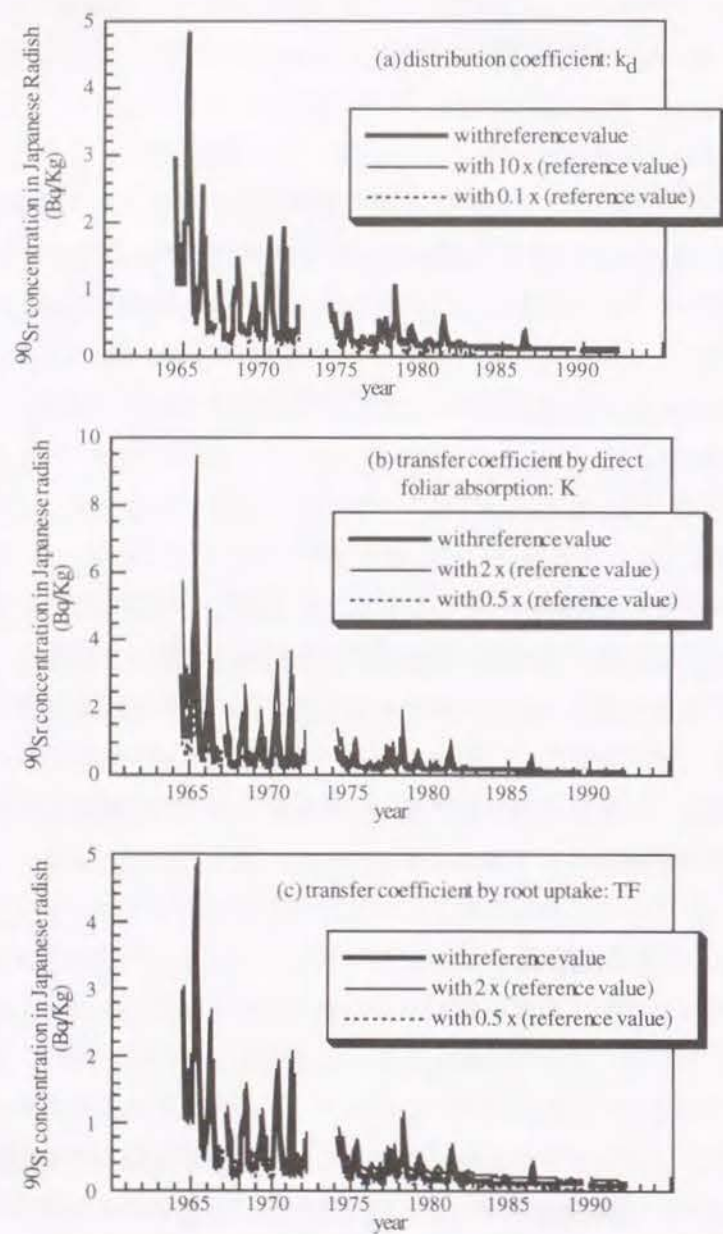 (a) distribution coefficient: kd
withreference value
with 10 x (reference value)
with 0.1 x (reference value)
90Sr concentration in Japanese Radish
(Bq/Kg)
5
4
3
2
1
0
1965 1970 1975 1980 1985 1990
year
(b) transfer coefficient by direct
foliar absorption: K
withreference value
with 2 x (reference value)
with 0.5 x (reference value)
90Sr concentration in Japanese radish
(Bq/Kg)
10
8
6
4
2
0
1965 1970 1975 1980 1985 1990
year
(c) transfer coefficient by root uptake: TF
withreference value
with 2 x (reference value)
with 0.5 x (reference value)
90Sr concentration in Japanese radish
(Bq/Kg)
5
4
3
2
1
0
1965 1970 1975 1980 1985 1990
year